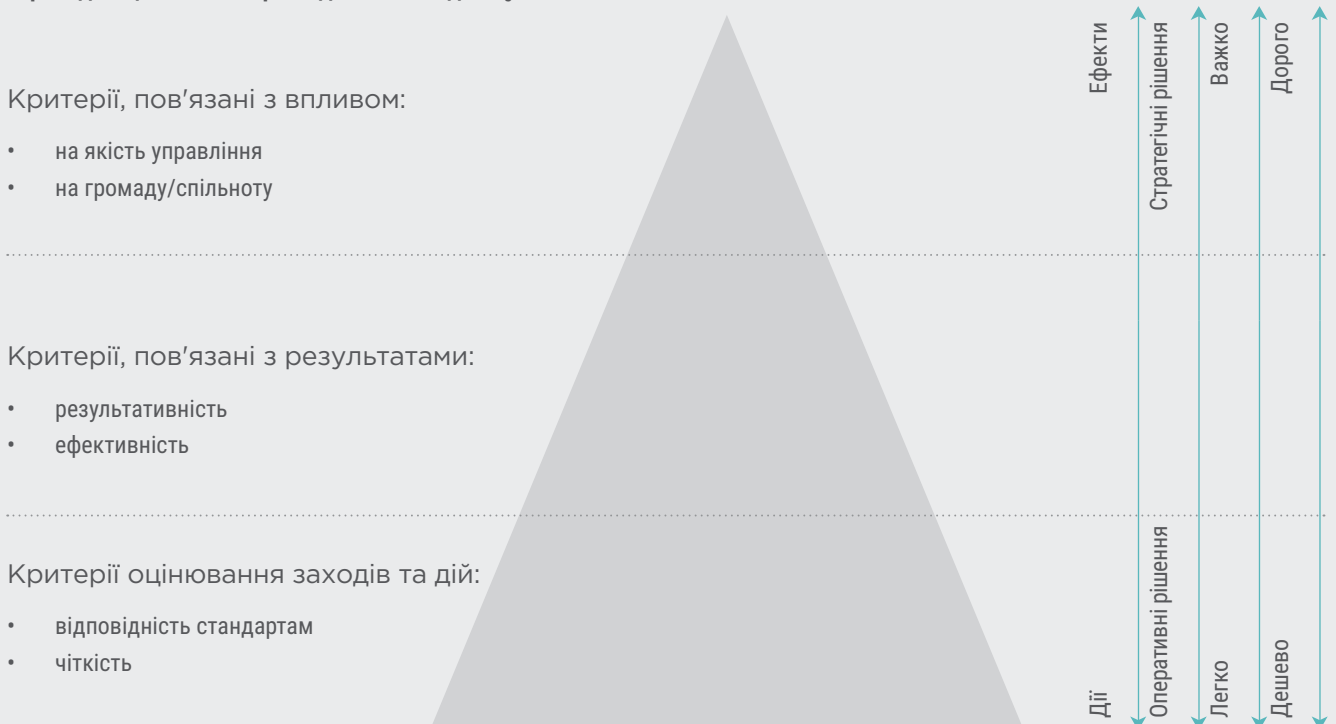 Критерії, пов'язані з впливом:
• на якість управління
• на громаду/спільноту
Критерії, пов'язані з результатами:
• результативність
• ефективність
Критерії оцінювання заходів та дій:
• відповідність стандартам
• чіткість
Ефекти
Стратегічні рішення
Важко
Дорого
Дії
Оперативні рішення
Легко
Дешево